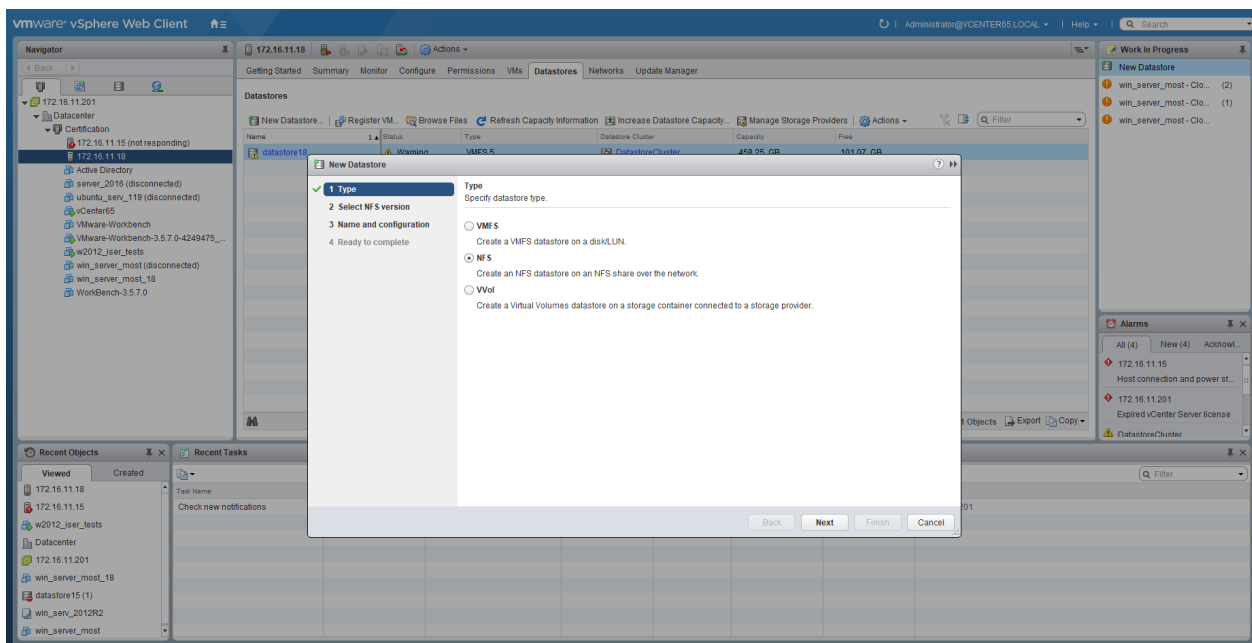 vmware® vSphere Web Client
Administrator@VCENTER65.LOCAL
Help
Search
Navigator
Back
172.16.11.201
Datacenter
Certification
172.16.11.15 (not responding)
172.16.11.18
Active Directory
server_2016 (disconnected)
ubuntu_serv_119 (disconnected)
vCenter65
VMware-Workbench
VMware-Workbench-3.5.7.0-4249475_...
w2012_iser_tests
win_server_most (disconnected)
win_server_most_18
WorkBench-3.5.7.0
172.16.11.18 Actions
Getting Started Summary Monitor Configure Permissions VMs Datastores Networks Update Manager
Datastores
New Datastore... Register VM... Browse Files Refresh Capacity Information Increase Datastore Capacity... Manage Storage Providers Actions Filter
Name 1 Status Type Datastore Cluster Capacity Free
datastore18 Warning VMFS 5 DatastoreCluster 458.25 GB 101.07 GB
New Datastore
1 Type
2 Select NFS version
3 Name and configuration
4 Ready to complete
Type
Specify datastore type.
VMFS
Create a VMFS datastore on a disk/LUN.
NFS
Create an NFS datastore on an NFS share over the network.
VVol
Create a Virtual Volumes datastore on a storage container connected to a storage provider.
Back Next Finish Cancel
1 Objects Export Copy
Work In Progress
New Datastore
win_server_most - Clo... (2)
win_server_most - Clo... (1)
win_server_most - Clo...
Alarms
All (4) New (4) Acknowl...
172.16.11.15
Host connection and power st...
172.16.11.201
Expired vCenter Server license
DatastoreCluster
Recent Objects
Viewed Created
172.16.11.18
172.16.11.15
w2012_iser_tests
Datacenter
172.16.11.201
win_server_most_18
datastore15 (1)
win_serv_2012R2
win_server_most
Recent Tasks
Filter
Task Name
Check new notifications
201